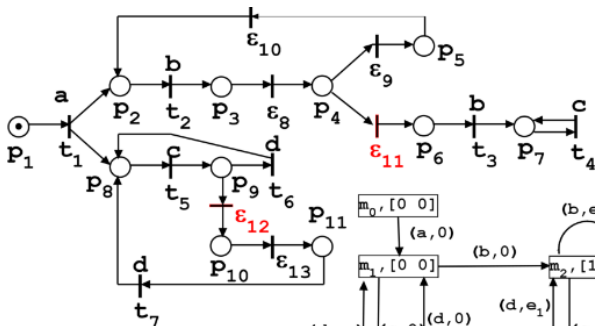 ε10
a
b
ε9
p5
p2
t2
p3
ε8
p4
b
c
p1
t1
d
ε11
p6
t3
p7
t4
p8
c
t5
p9
t6
ε12
p11
m0,[0 0]
(b,e
(a,0)
p10
ε13
(b,0)
m1,[0 0]
m2,[1
d
t7
(d,0)
(d,e1)